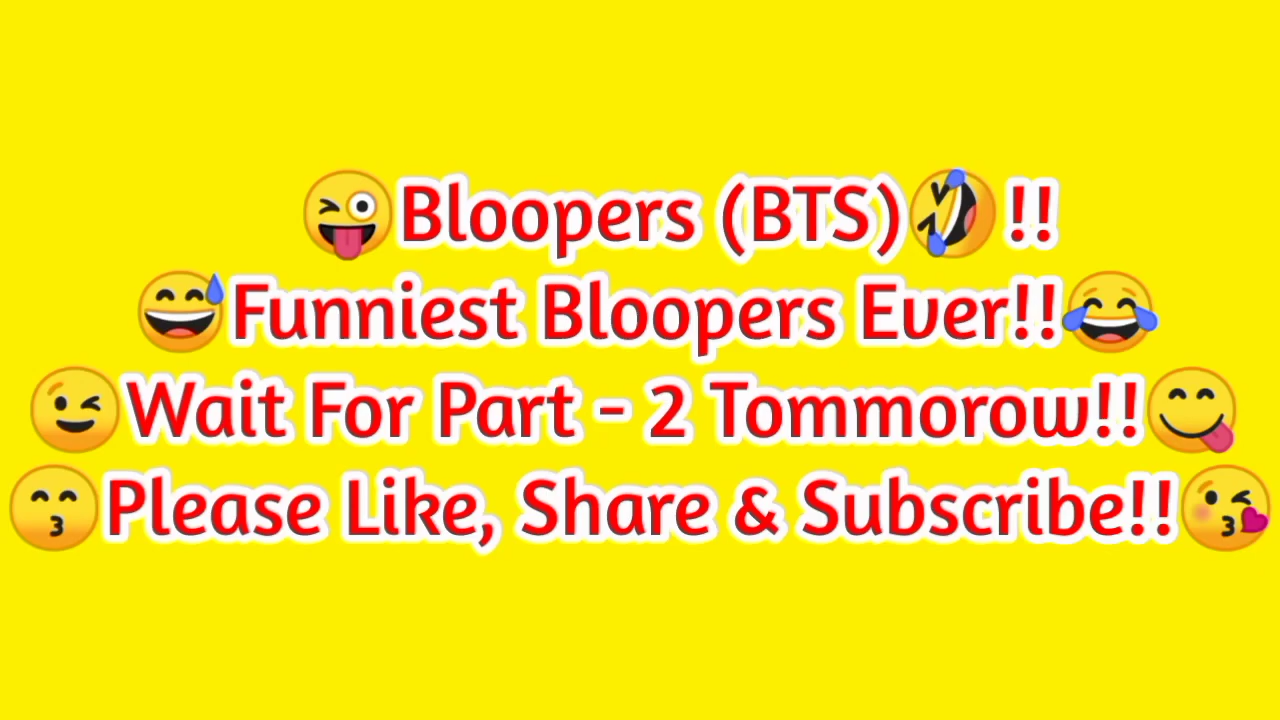 😜Bloopers (BTS)🤣!!
😅Funniest Bloopers Ever!!😂
😉Wait For Part - 2 Tommorow!!😋
😙Please Like, Share & Subscribe!!😘